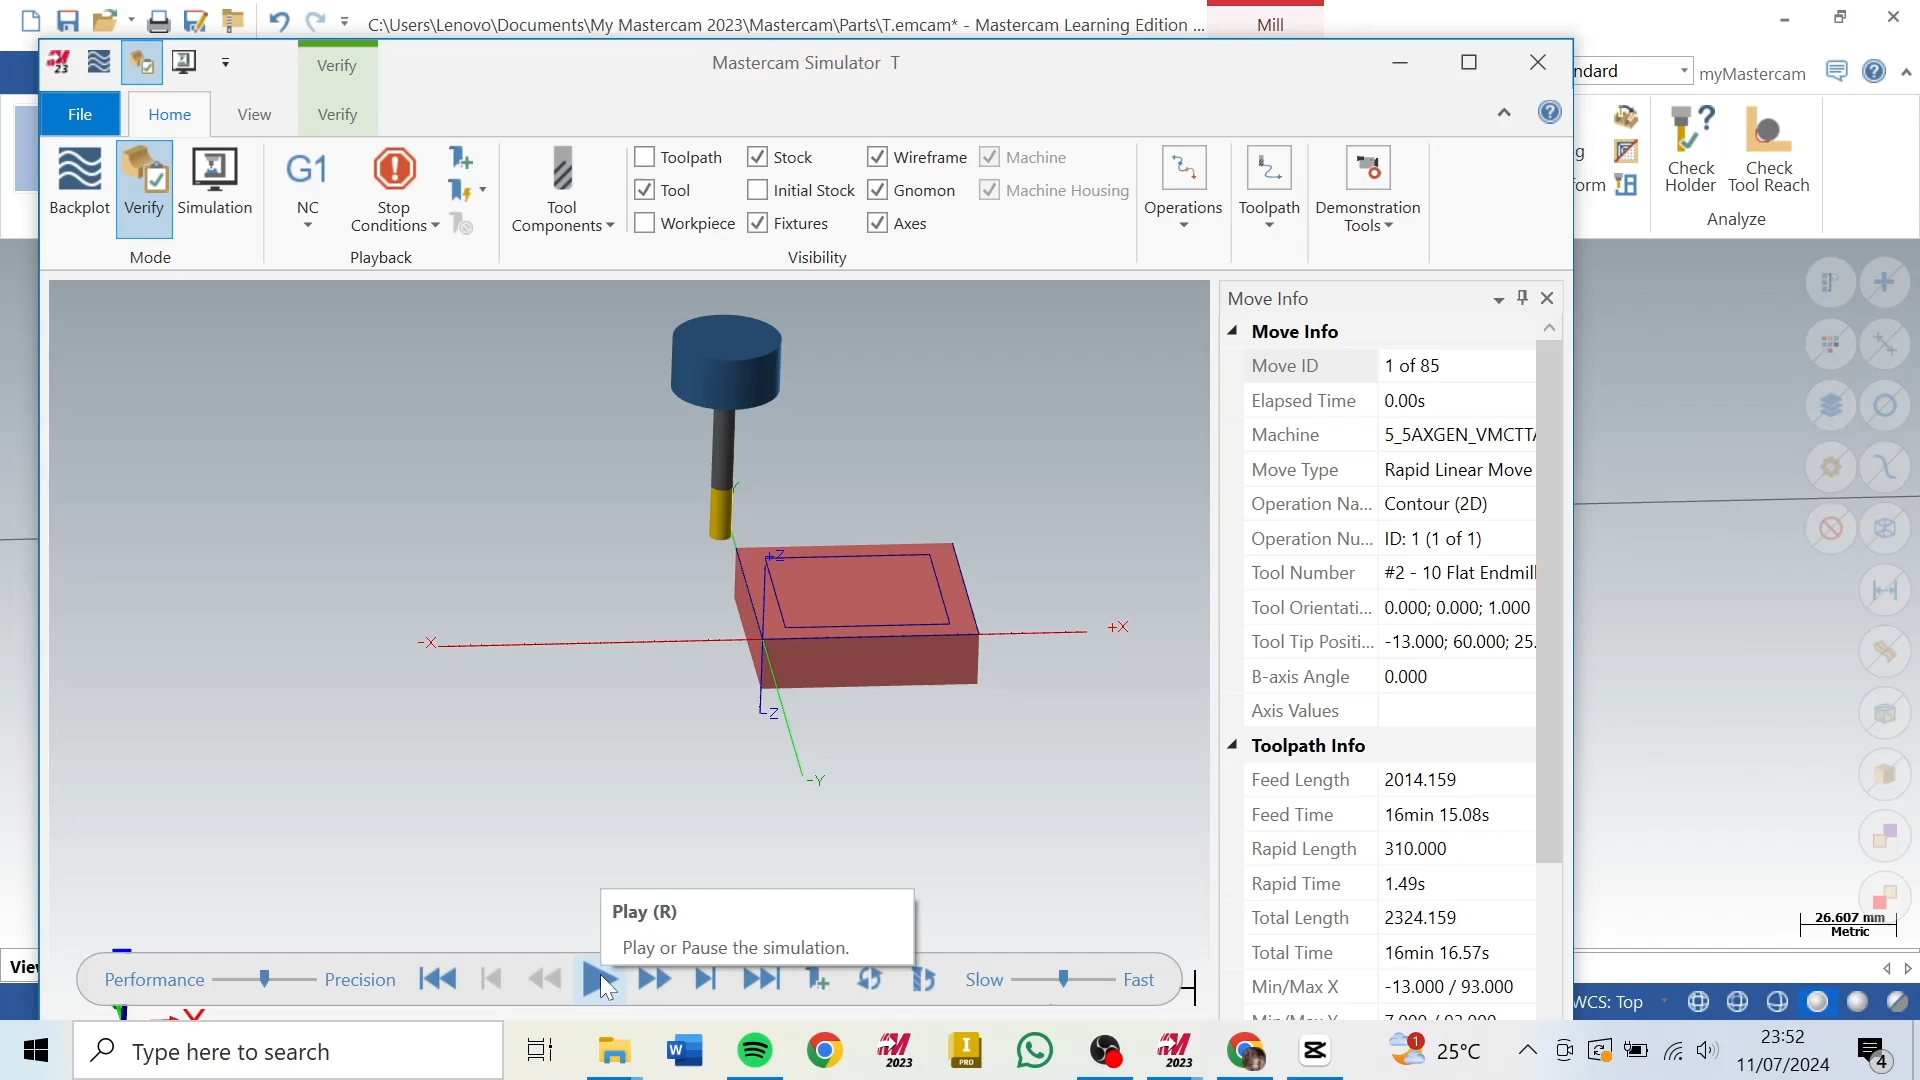 C:\Users\Lenovo\Documents\My Mastercam 2023\Mastercam\Parts\T.emcam* - Mastercam Learning Edition ...
Mill
23
Verify
Mastercam Simulator T
ndard
myMastercam
File
Home
View
Verify
Backplot
Verify
Simulation
Mode
G1
NC
Stop
Conditions
Playback
Tool
Components
Toolpath
Tool
Workpiece
Stock
Initial Stock
Fixtures
Wireframe
Gnomon
Axes
Machine
Machine Housing
Visibility
Operations
Toolpath
Demonstration
Tools
g
orm
Check
Holder
Check
Tool Reach
Analyze
Move Info
Move Info
Move ID 1 of 85
Elapsed Time 0.00s
Machine 5_5AXGEN_VMCTT
Move Type Rapid Linear Move
Operation Na... Contour (2D)
Operation Nu... ID: 1 (1 of 1)
Tool Number #2 - 10 Flat Endmill
Tool Orientati... 0.000; 0.000; 1.000
Tool Tip Positi... -13.000; 60.000; 25.
B-axis Angle 0.000
Axis Values
Toolpath Info
Feed Length 2014.159
Feed Time 16min 15.08s
Rapid Length 310.000
Rapid Time 1.49s
Total Length 2324.159
Total Time 16min 16.57s
Min/Max X -13.000 / 93.000
Y
+Z
-X
+X
-Z
-Y
Play (R)
Play or Pause the simulation.
Performance
Precision
Slow
Fast
X
26.607 mm
Metric
View
WCS: Top
Type here to search
2023
PRO
2023
1
25°C
23:52
11/07/2024
4